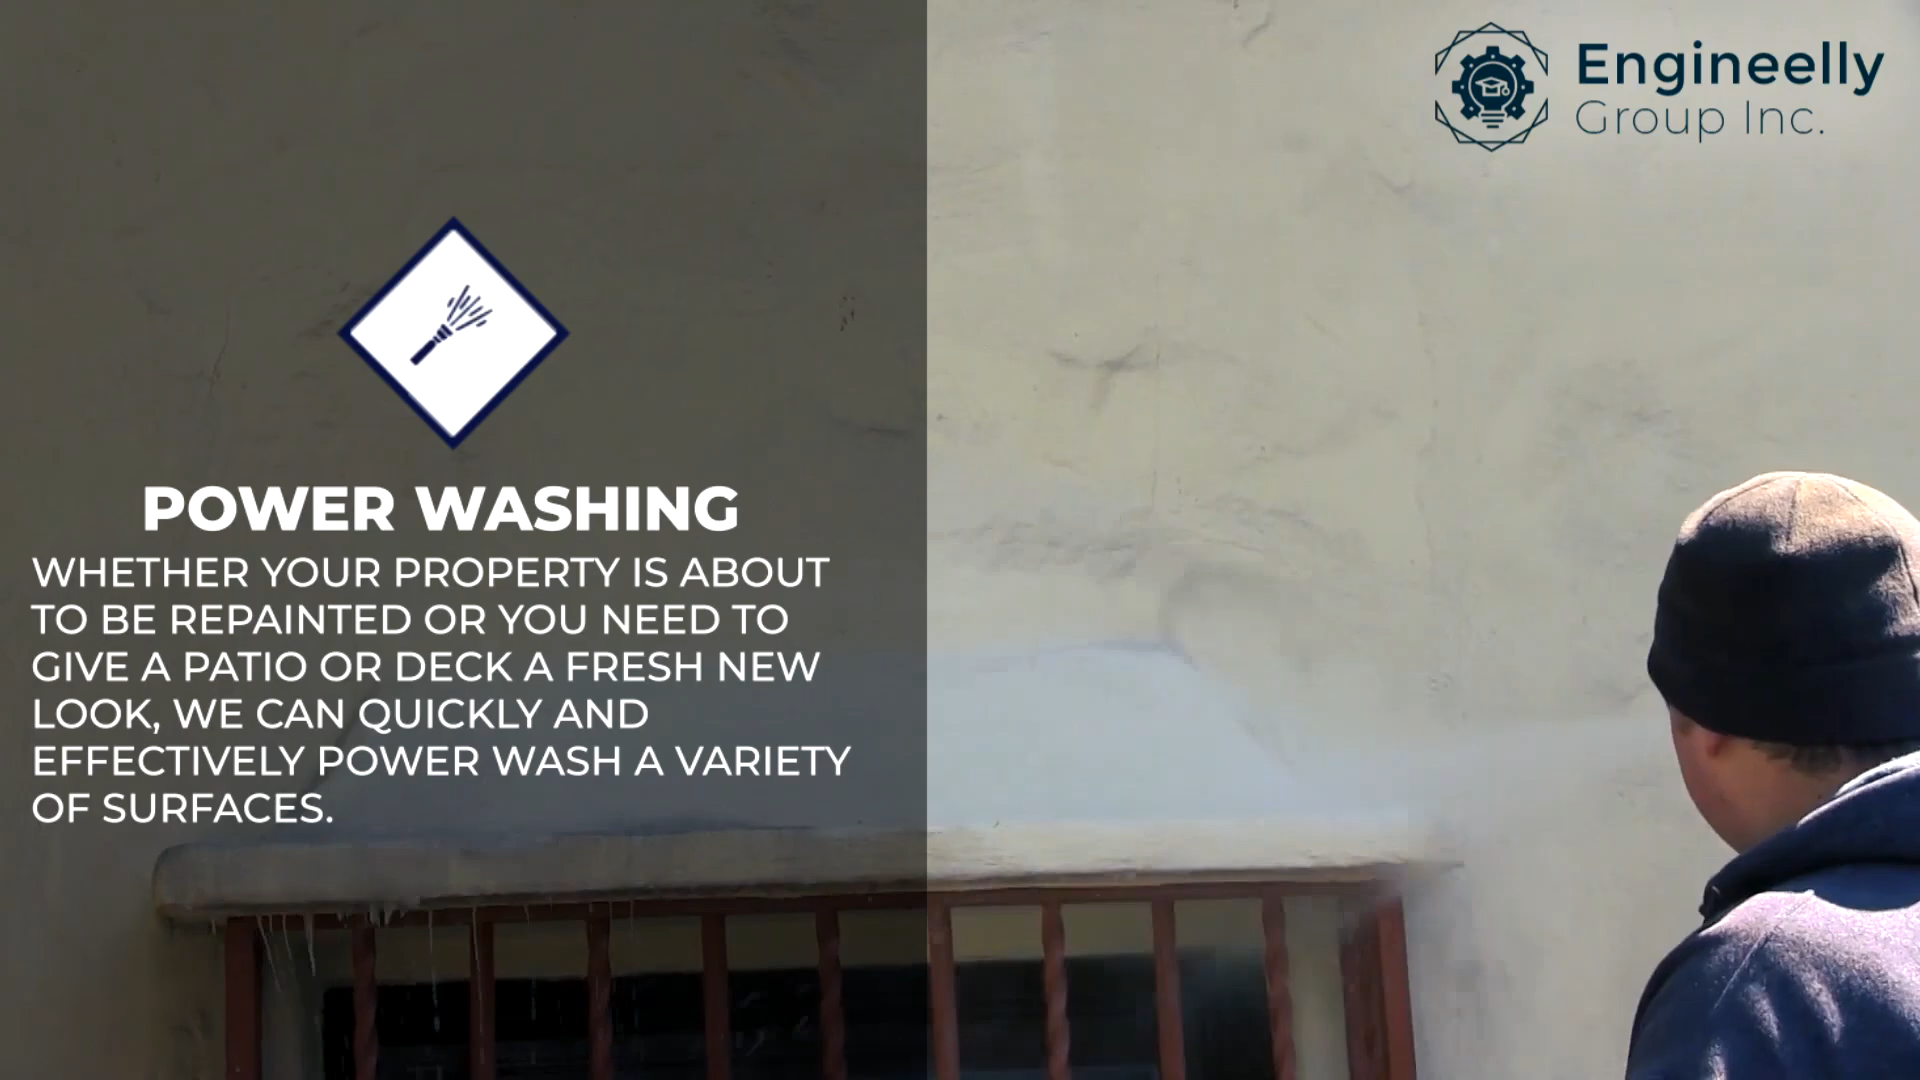 Engineelly
Group Inc.
POWER WASHING
WHETHER YOUR PROPERTY IS ABOUT
TO BE REPAINTED OR YOU NEED TO
GIVE A PATIO OR DECK A FRESH NEW
LOOK, WE CAN QUICKLY AND
EFFECTIVELY POWER WASH A VARIETY
OF SURFACES.